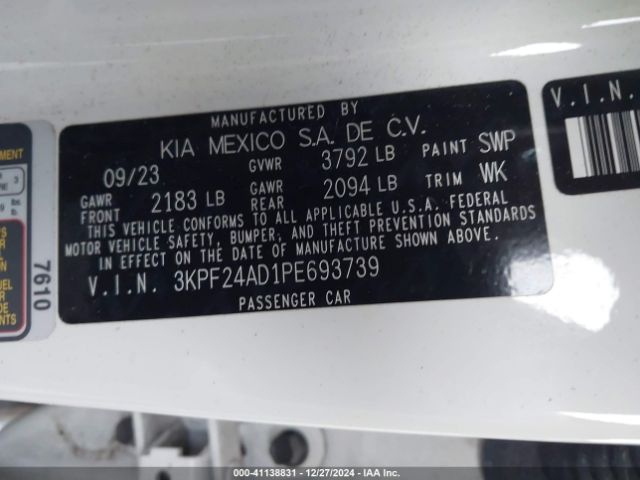 MANUFACTURED BY
KIA MEXICO S.A. DE C.V.
09/23 GVWR 3792 LB PAINT SWP
GAWR FRONT 2183 LB GAWR REAR 2094 LB TRIM WK
THIS VEHICLE CONFORMS TO ALL APPLICABLE U.S.A. FEDERAL
MOTOR VEHICLE SAFETY, BUMPER, AND THEFT PREVENTION STANDARDS
IN EFFECT ON THE DATE OF MANUFACTURE SHOWN ABOVE.
V.I.N. 3KPF24AD1PE693739
PASSENGER CAR
V.I.N.
7610
000-41138831 - 12/27/2024 - IAA